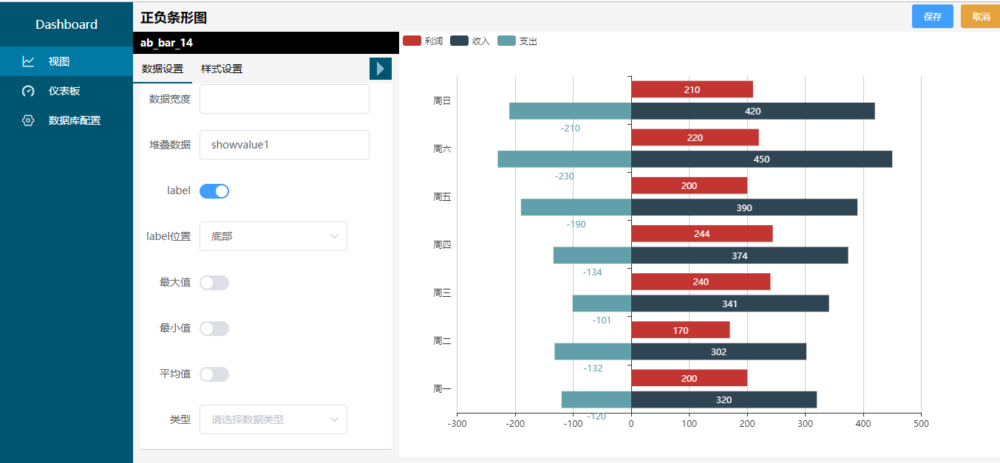 Dashboard
视图
仪表板
数据库配置
正负条形图
保存
取消
ab_bar_14
数据设置
样式设置
数据宽度
堆叠数据
showvalue1
label
label位置
底部
最大值
最小值
平均值
类型
请选择数据类型
利润
收入
支出
周日
210
420
-210
周六
220
450
-230
周五
200
390
-190
周四
244
374
-134
周三
240
341
-101
周二
170
302
-132
周一
200
320
-120
-300 -200 -100 0 100 200 300 400 500